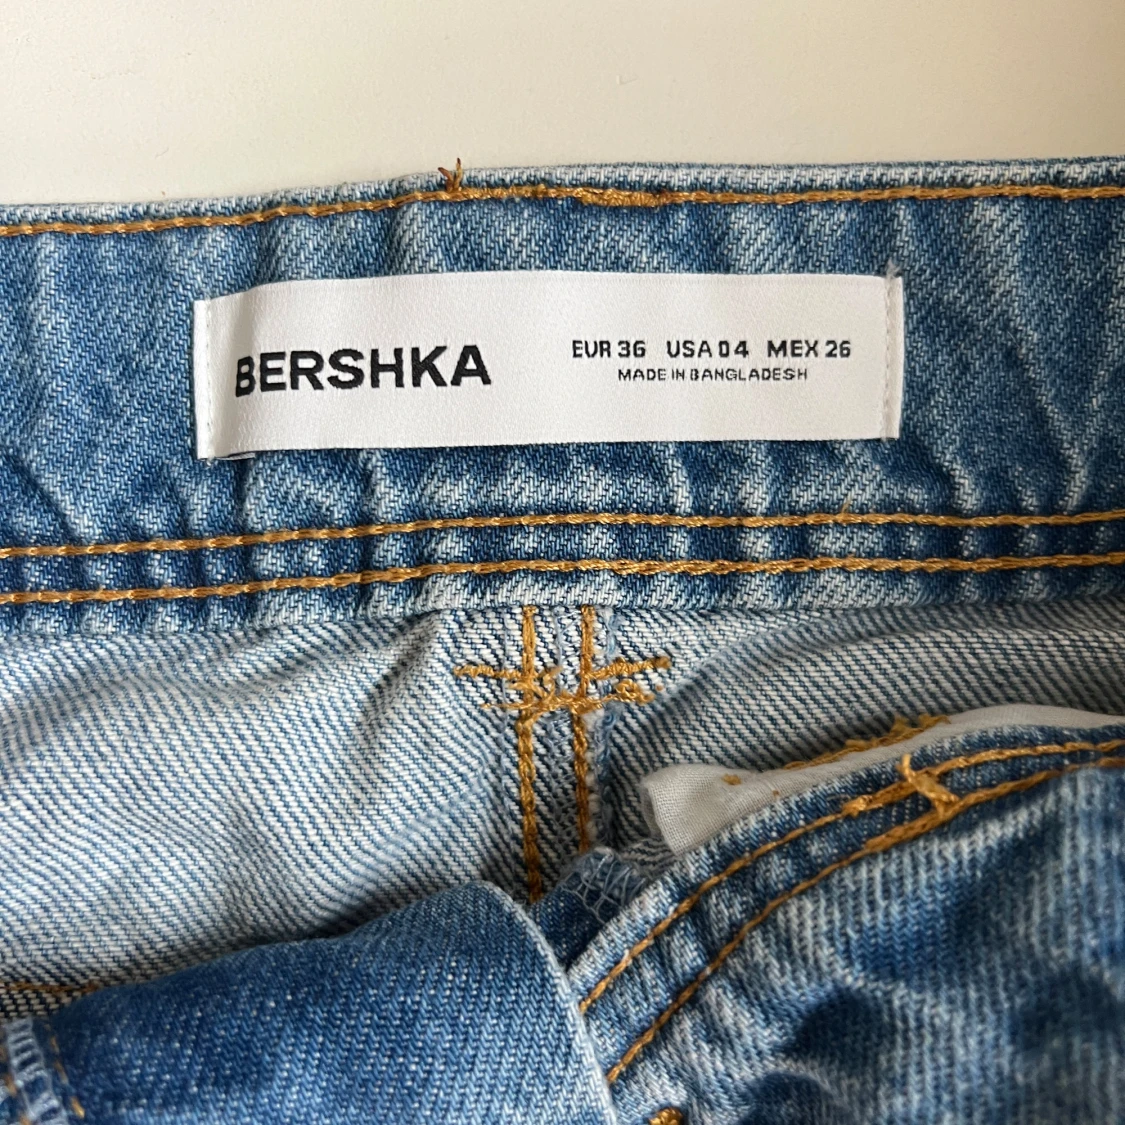 BERSHKA
EUR 36 USA 04 MEX 26
MADE IN BANGLADESH